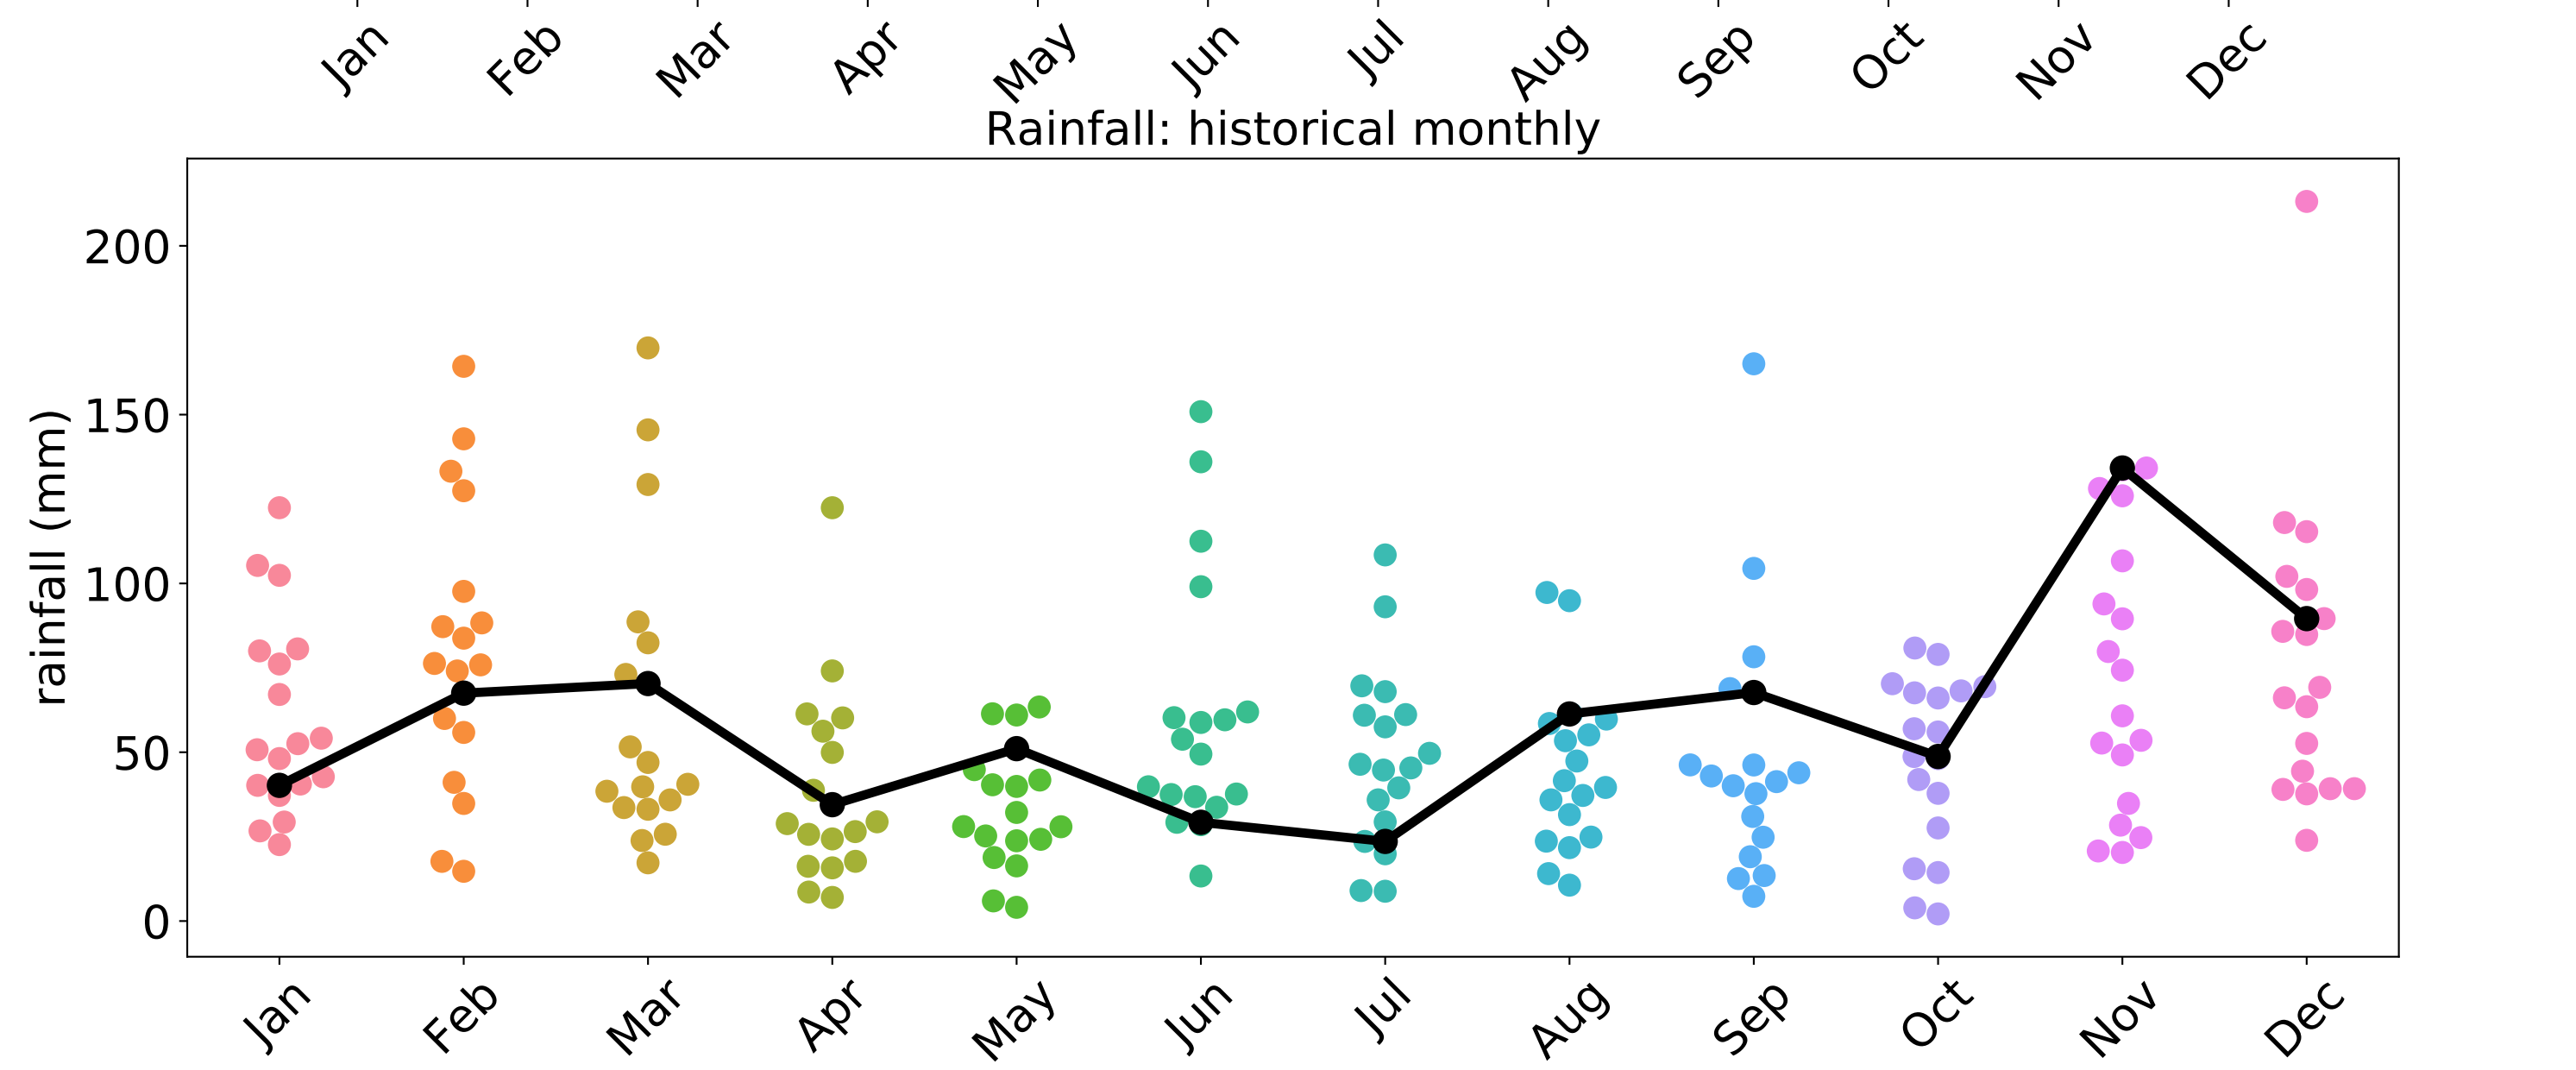 Jan Feb Mar Apr May Jun Jul Aug Sep Oct Nov Dec
Rainfall: historical monthly
rainfall (mm)
200
150
100
50
0
Jan Feb Mar Apr May Jun Jul Aug Sep Oct Nov Dec